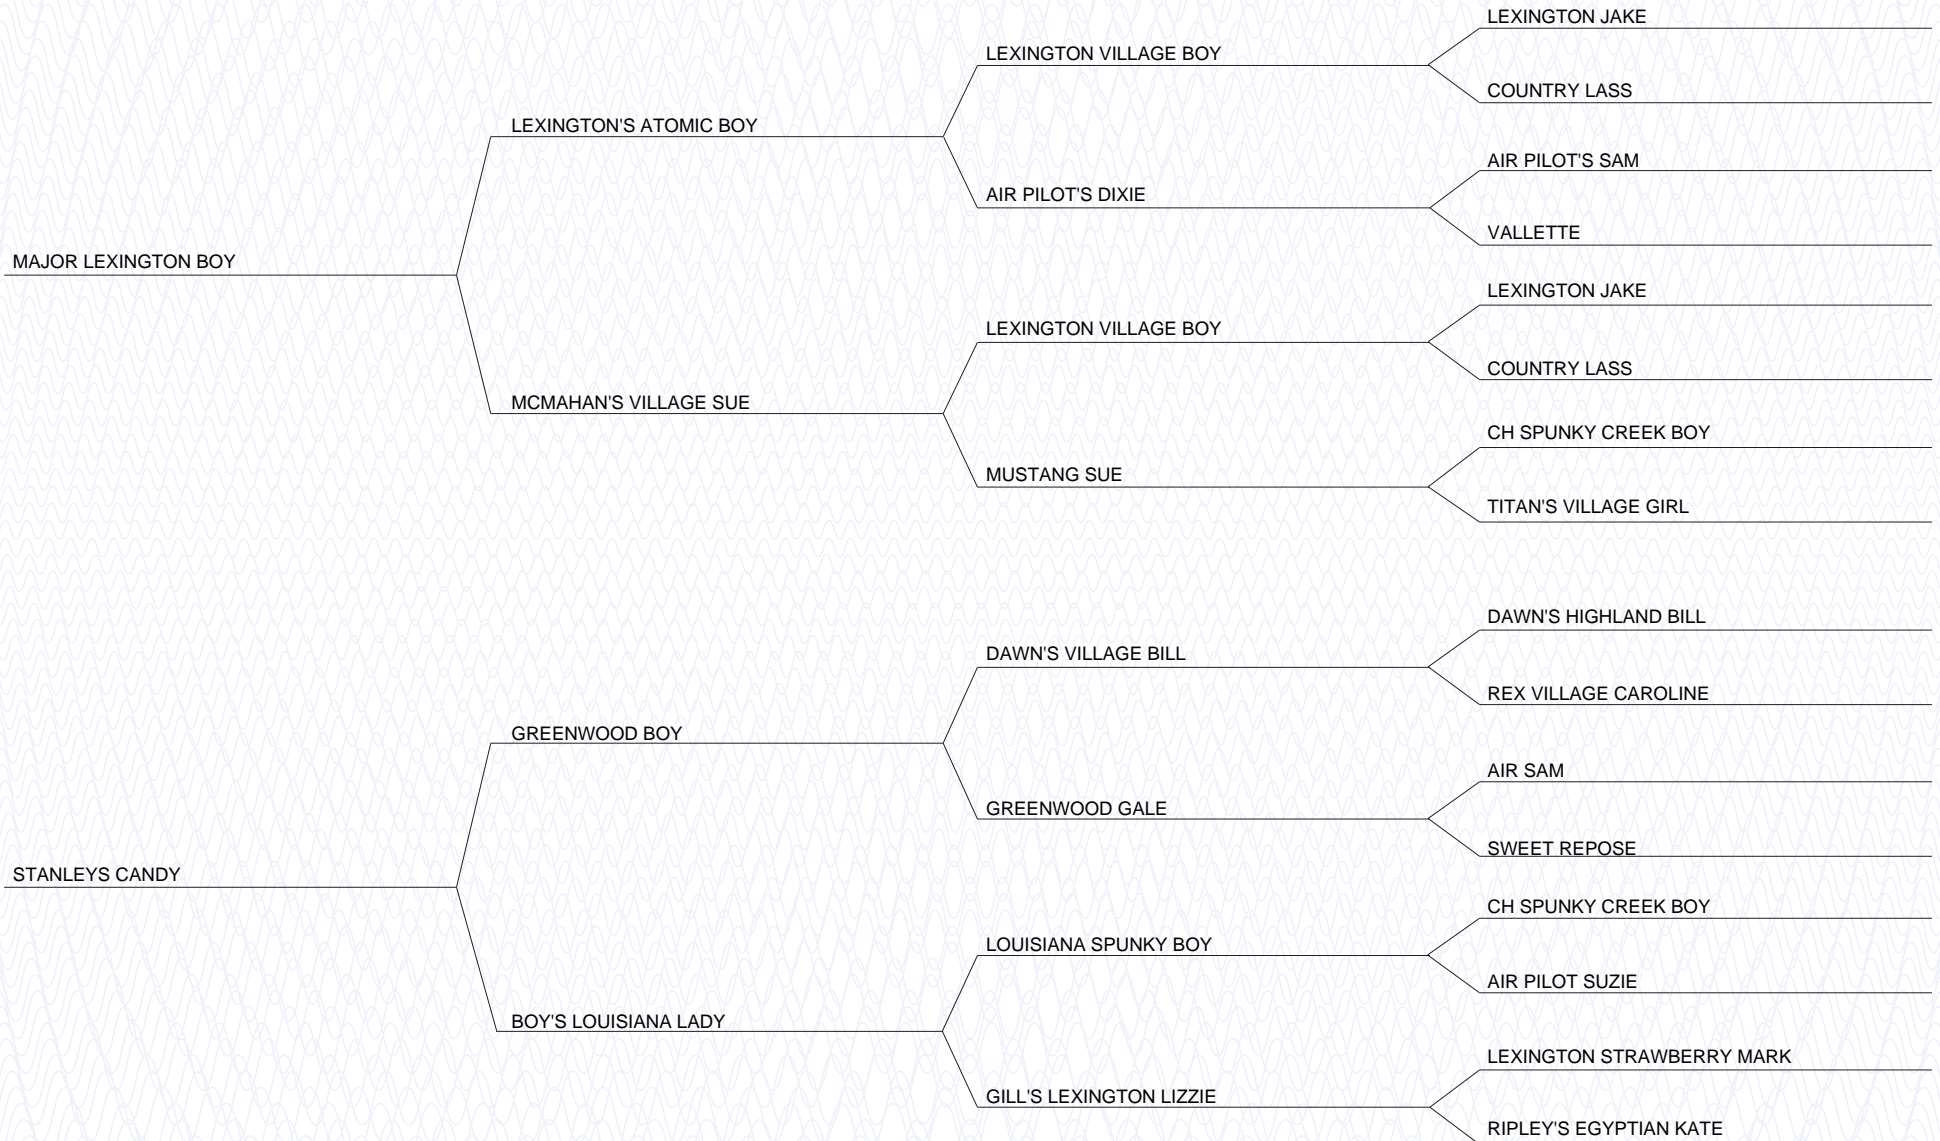 LEXINGTON JAKE
LEXINGTON VILLAGE BOY
COUNTRY LASS
LEXINGTON'S ATOMIC BOY
AIR PILOT'S SAM
AIR PILOT'S DIXIE
VALLETTE
MAJOR LEXINGTON BOY
LEXINGTON JAKE
LEXINGTON VILLAGE BOY
COUNTRY LASS
MCMAHAN'S VILLAGE SUE
CH SPUNKY CREEK BOY
MUSTANG SUE
TITAN'S VILLAGE GIRL
DAWN'S HIGHLAND BILL
DAWN'S VILLAGE BILL
REX VILLAGE CAROLINE
GREENWOOD BOY
AIR SAM
GREENWOOD GALE
SWEET REPOSE
STANLEYS CANDY
CH SPUNKY CREEK BOY
LOUISIANA SPUNKY BOY
AIR PILOT SUZIE
BOY'S LOUISIANA LADY
LEXINGTON STRAWBERRY MARK
GILL'S LEXINGTON LIZZIE
RIPLEY'S EGYPTIAN KATE